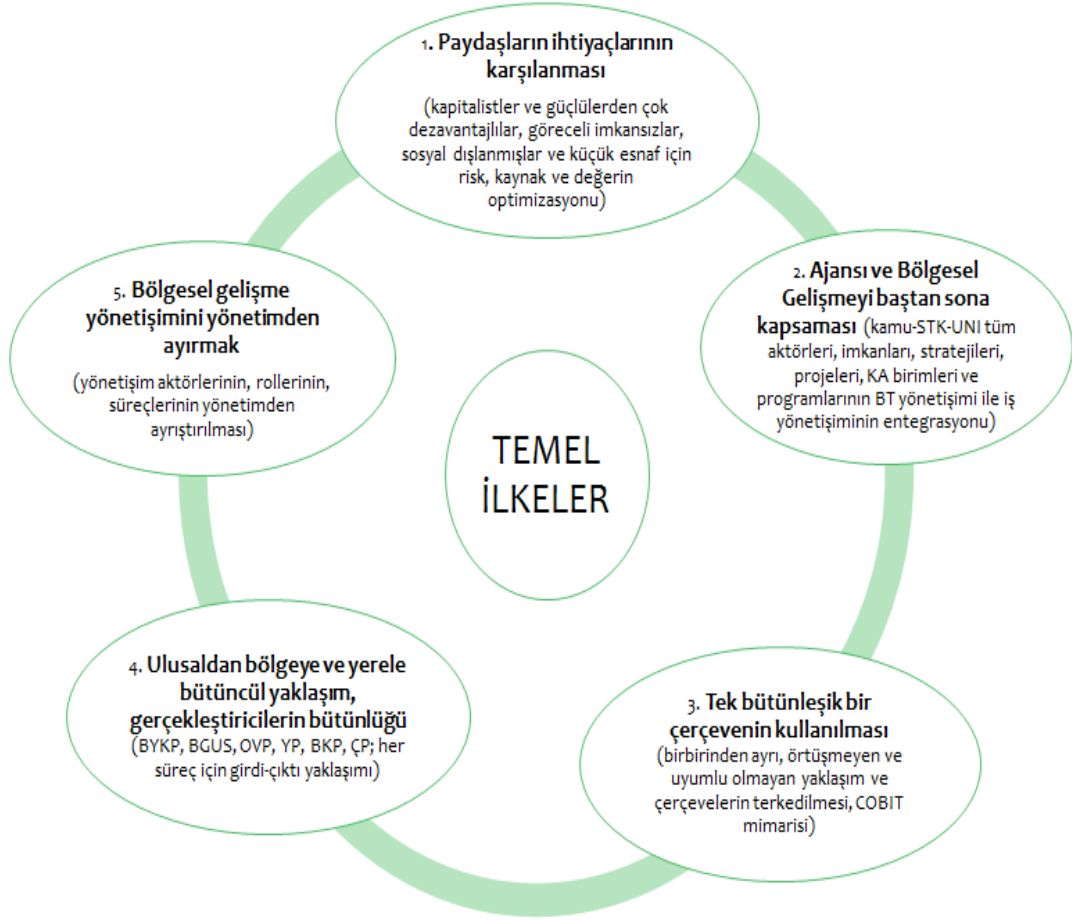 1. Paydaşların ihtiyaçlarının
karşılanması
(kapitalistler ve güçlülerden çok
dezavantajlılar, göreceli imkansızlar,
sosyal dışlanmışlar ve küçük esnaf için
risk, kaynak ve değerin
optimizasyonu)
2. Ajansı ve Bölgesel
Gelişmeyi baştan sona
kapsaması (kamu-STK-UNI tüm
aktörleri, imkanları, stratejileri,
projeleri, KA birimleri ve
programlarının BT yönetişimi ile iş
yönetişiminin entegrasyonu)
3. Tek bütünleşik bir
çerçevenin kullanılması
(birbirinden ayrı, örtüşmeyen ve
uyumlu olmayan yaklaşım ve
çerçevelerin terkedilmesi, COBIT
mimarisi)
4. Ulusaldan bölgeye ve yerele
bütüncül yaklaşım,
gerçekleştiricilerin bütünlüğü
(BYKP, BGUS, OVP, YP, BKP, ÇP; her
süreç için girdi-çıktı yaklaşımı)
5. Bölgesel gelişme
yönetişimini yönetimden
ayırmak
(yönetişim aktörlerinin, rollerinin,
süreçlerinin yönetimden
ayrıştırılması)
TEMEL
İLKELER